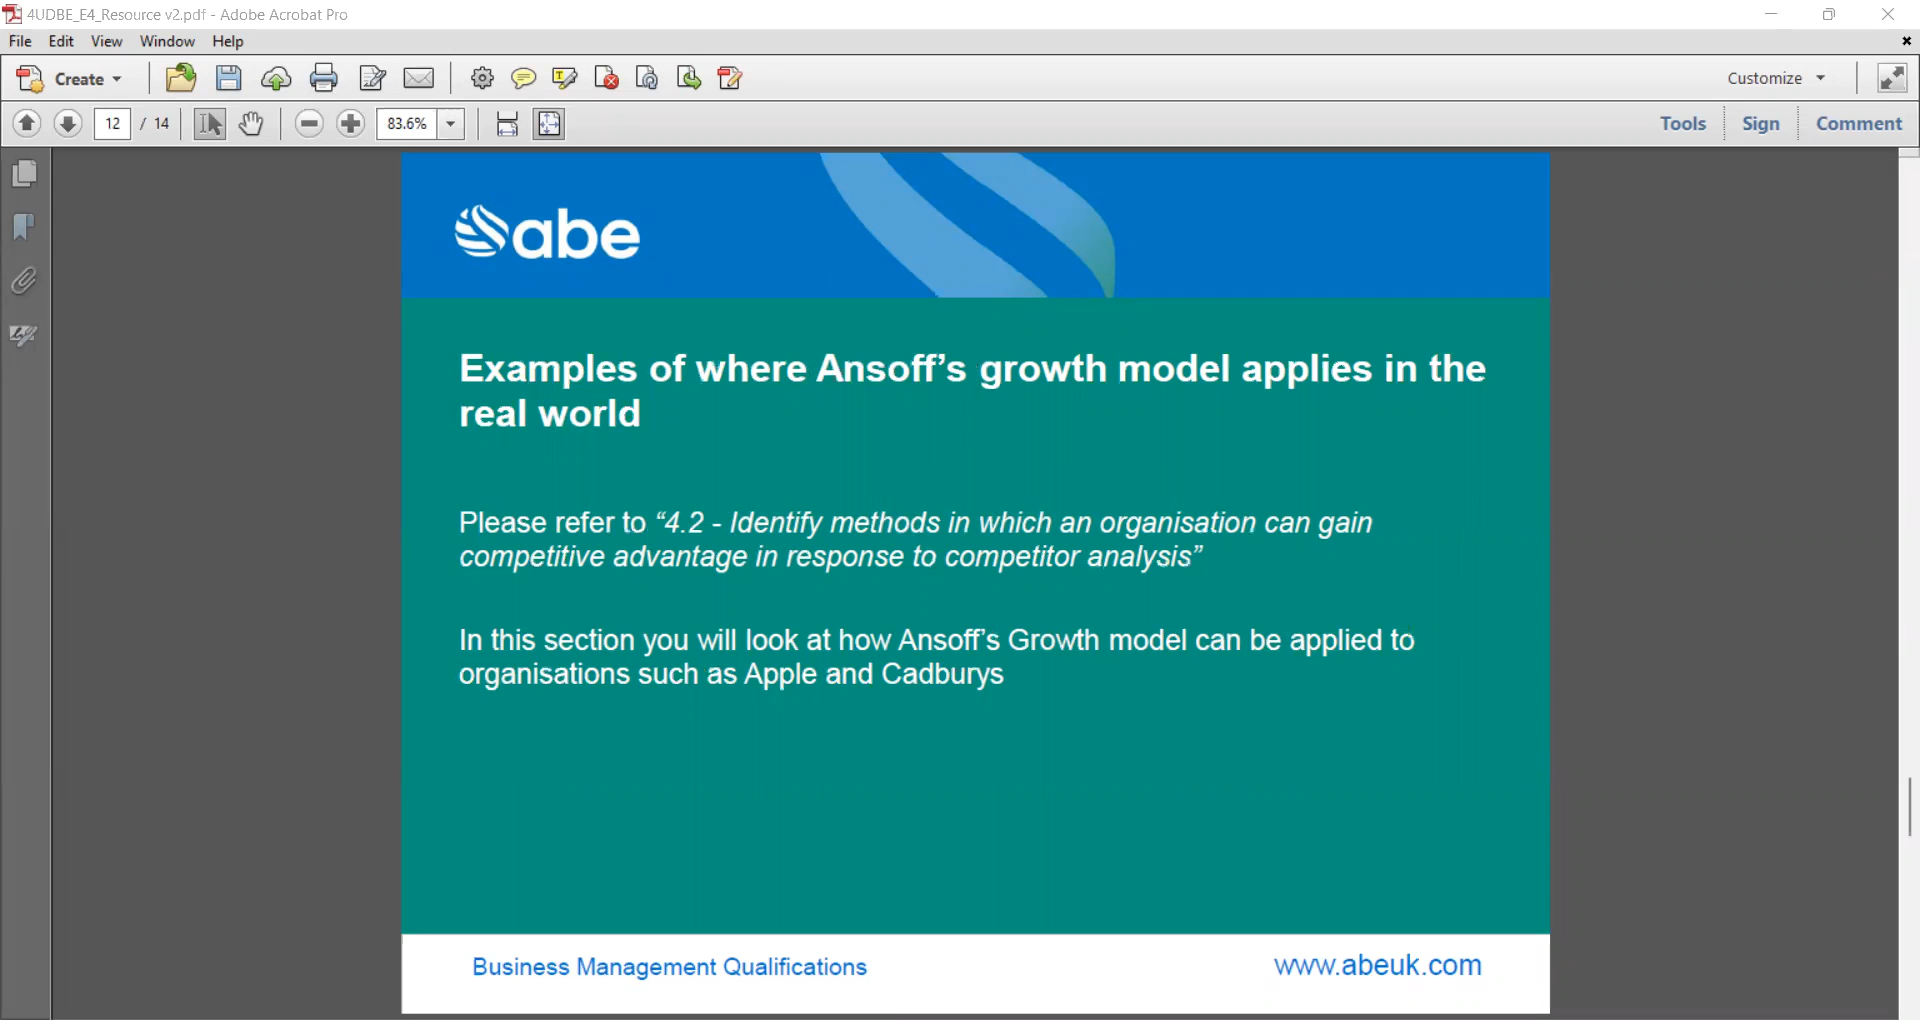 4UDBE_E4_Resource v2.pdf - Adobe Acrobat Pro
File Edit View Window Help
Create
Customize
12 / 14
83.6%
Tools Sign Comment
abe
Examples of where Ansoff's growth model applies in the
real world
Please refer to “4.2 - Identify methods in which an organisation can gain
competitive advantage in response to competitor analysis”
In this section you will look at how Ansoff's Growth model can be applied to
organisations such as Apple and Cadburys
Business Management Qualifications
www.abeuk.com